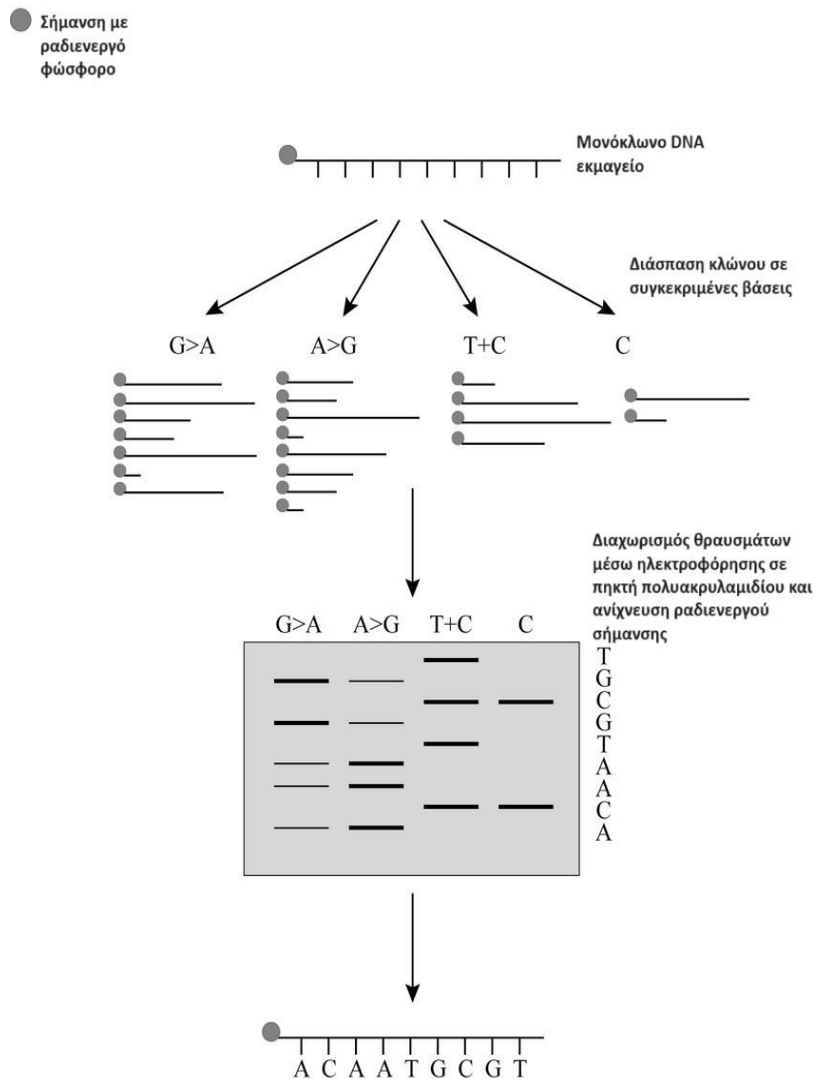 Σήμανση με
ραδιενεργό
φώσφορο
Μονόκλωνο DNA
εκμαγείο
Διάσπαση κλώνου σε
συγκεκριμένες βάσεις
G>A A>G T+C C
Διαχωρισμός θραυσμάτων
μέσω ηλεκτροφόρησης σε
πηκτή πολυακρυλαμιδίου και
ανίχνευση ραδιενεργού
σήμανσης
G>A A>G T+C C
T
G
C
G
T
A
A
C
A
A C A A T G C G T